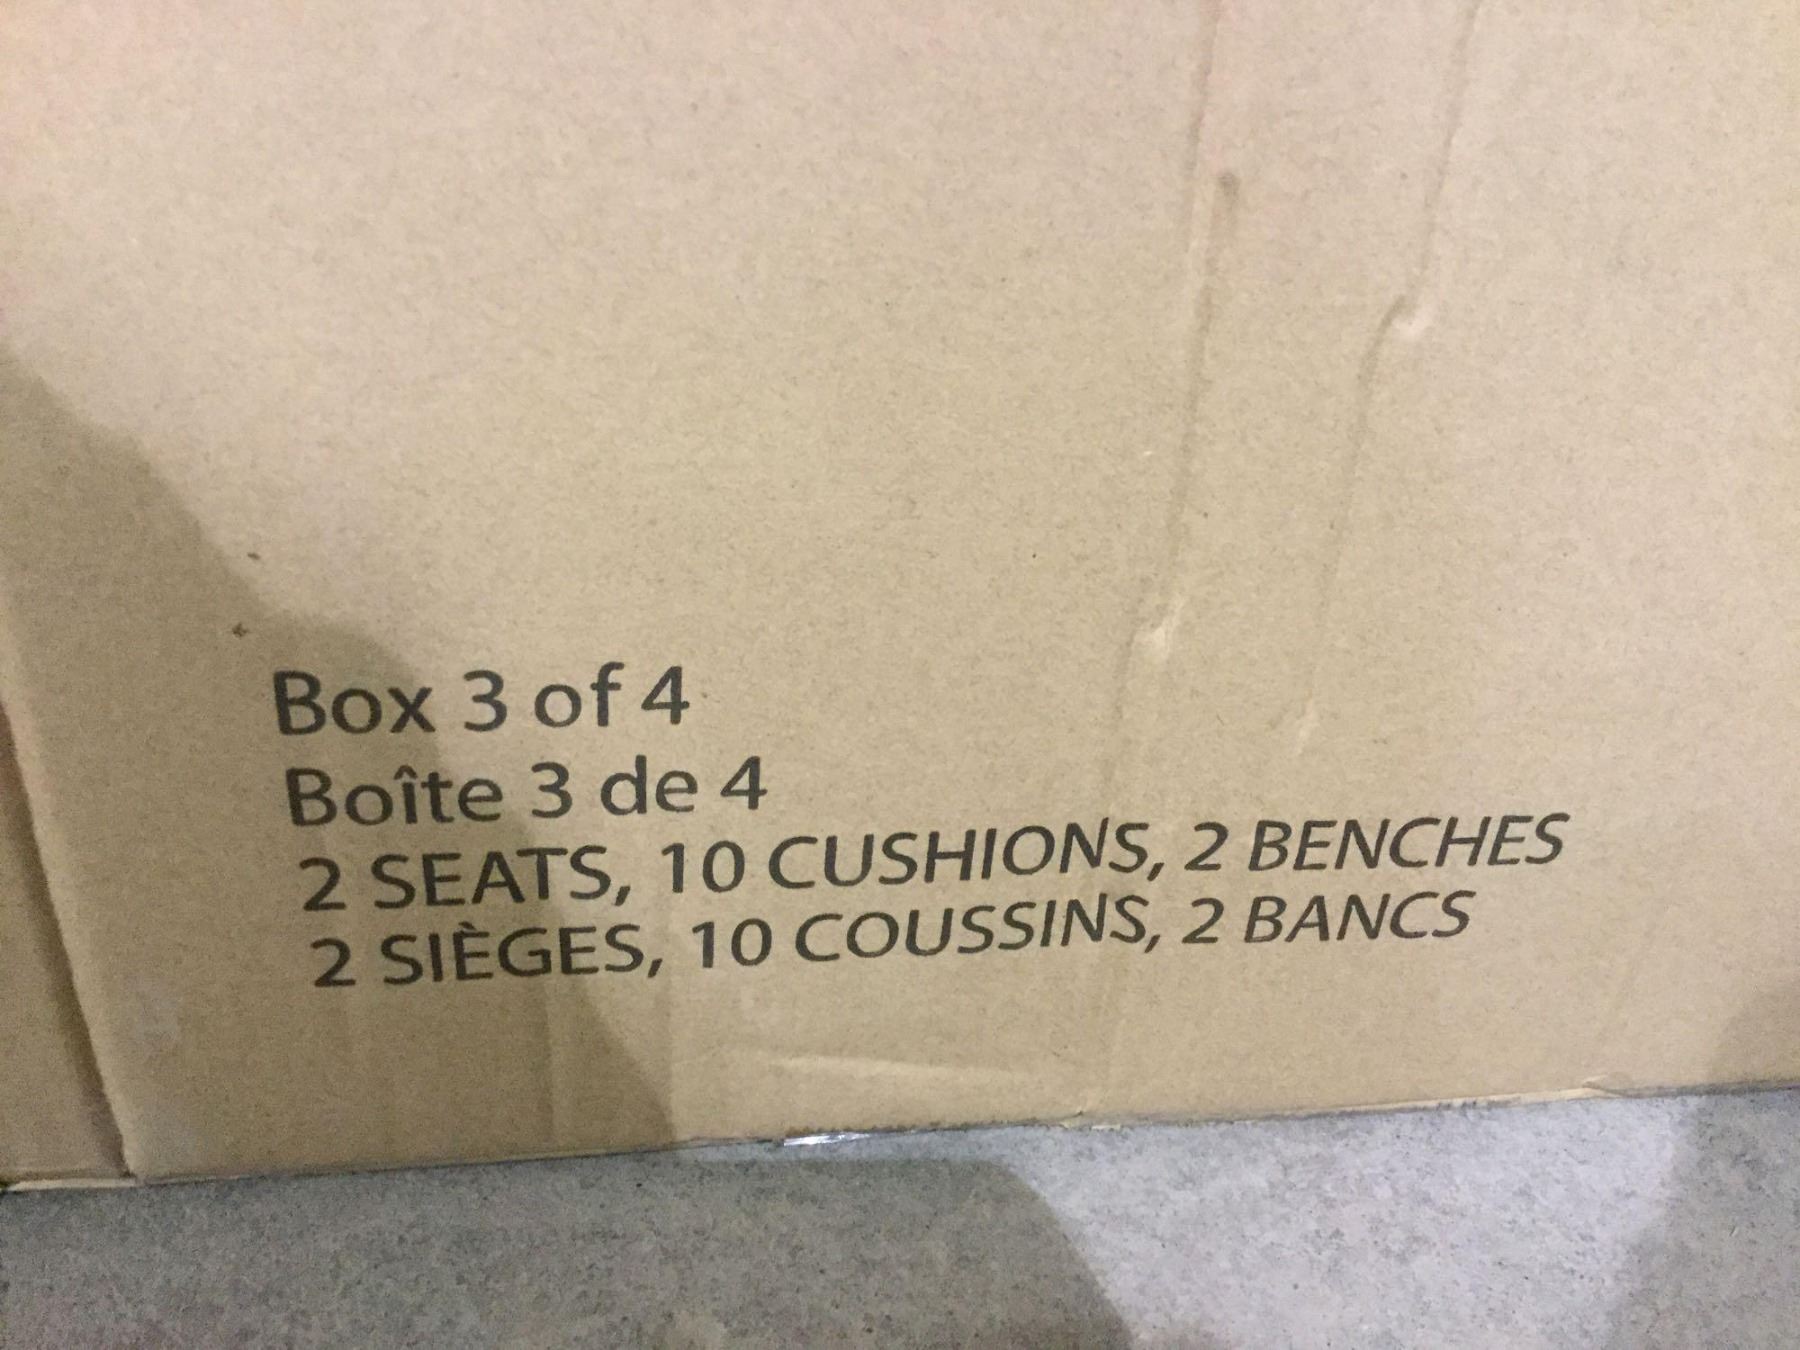 Box 3 of 4
Boîte 3 de 4
2 SEATS, 10 CUSHIONS, 2 BENCHES
2 SIÈGES, 10 COUSSINS, 2 BANCS